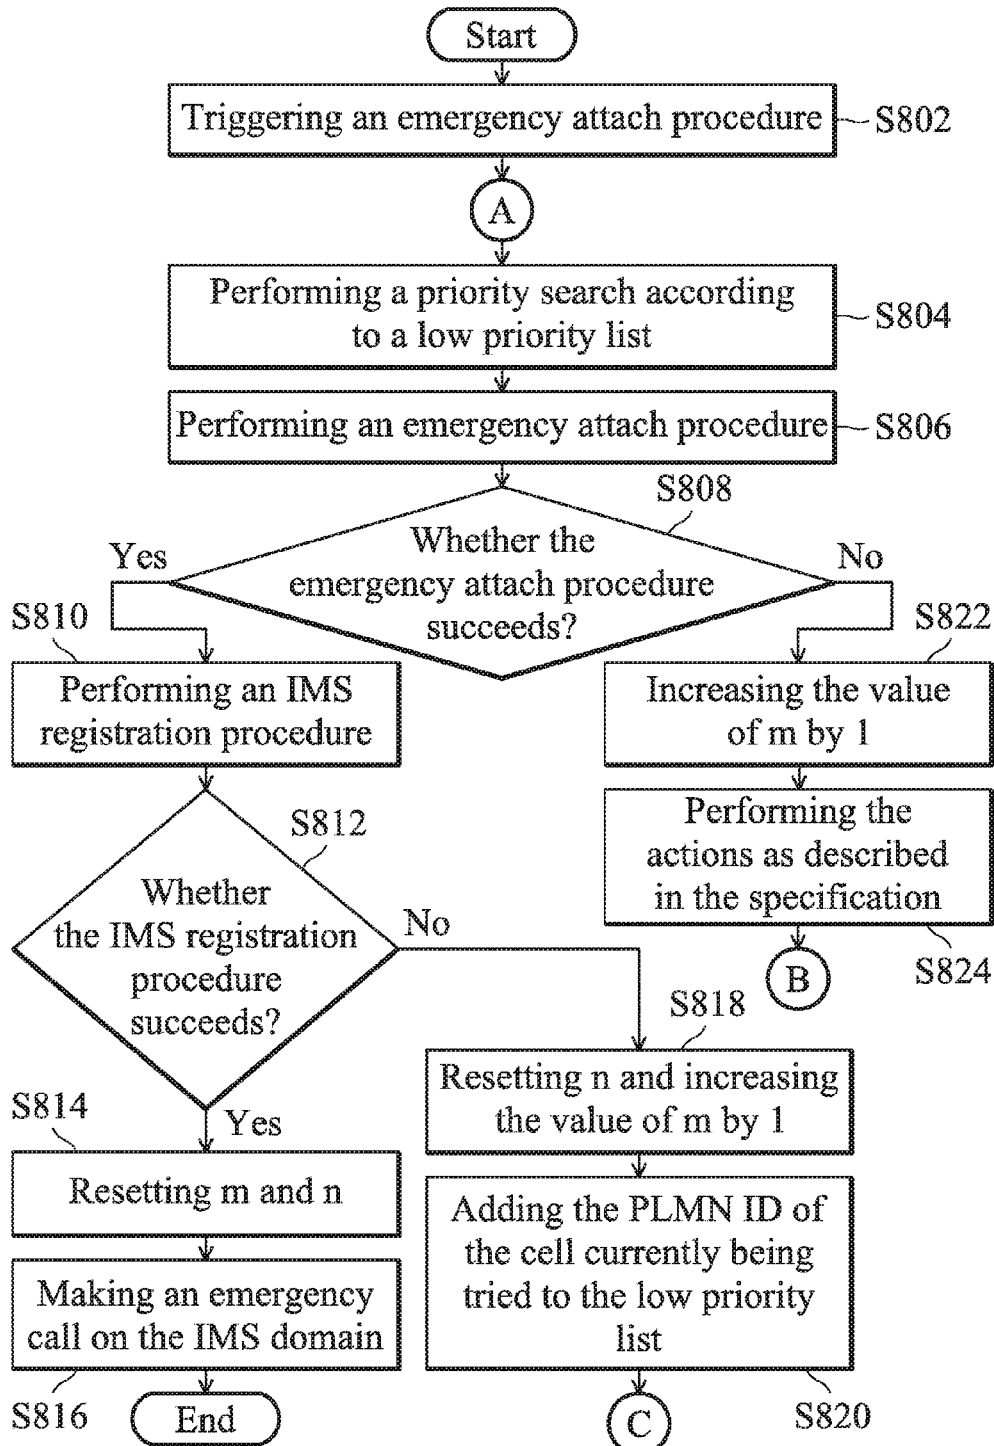 Start
Triggering an emergency attach procedure
S802
A
Performing a priority search according
to a low priority list
S804
Performing an emergency attach procedure
S806
S808
Whether the
emergency attach procedure
succeeds?
Yes
No
S810
Performing an IMS
registration procedure
S822
Increasing the value
of m by 1
Performing the
actions as described
in the specification
S824
B
S812
Whether
the IMS registration
procedure
succeeds?
No
Yes
S818
Resetting n and increasing
the value of m by 1
S814
Resetting m and n
Adding the PLMN ID of
the cell currently being
tried to the low priority
list
S820
C
Making an emergency
call on the IMS domain
S816
End